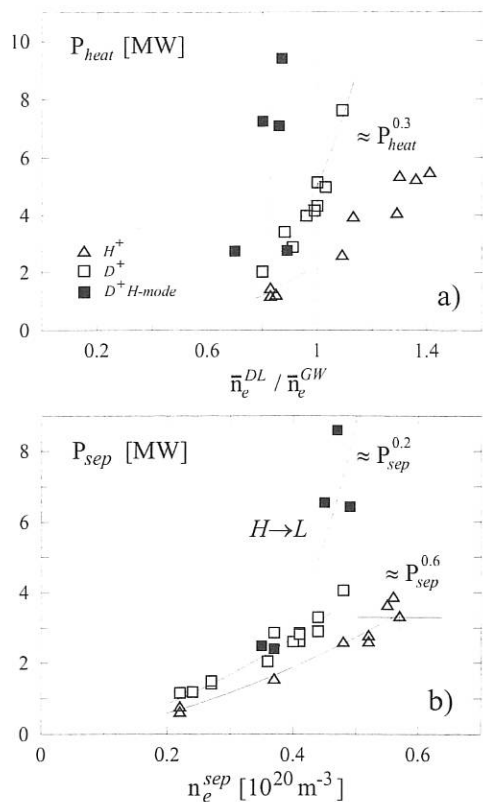 10
P_heat [MW]
8
≈ P_heat^0.3
6
4
△ H⁺
□ D⁺
■ D⁺ H-mode
2
a)
0
0.2 0.6 1 1.4
n̄_e^DL / n̄_e^GW
8
P_sep [MW]
≈ P_sep^0.2
H→L
6
≈ P_sep^0.6
4
2
b)
0
0 0.2 0.4 0.6
n_e^sep [10^20 m^-3]